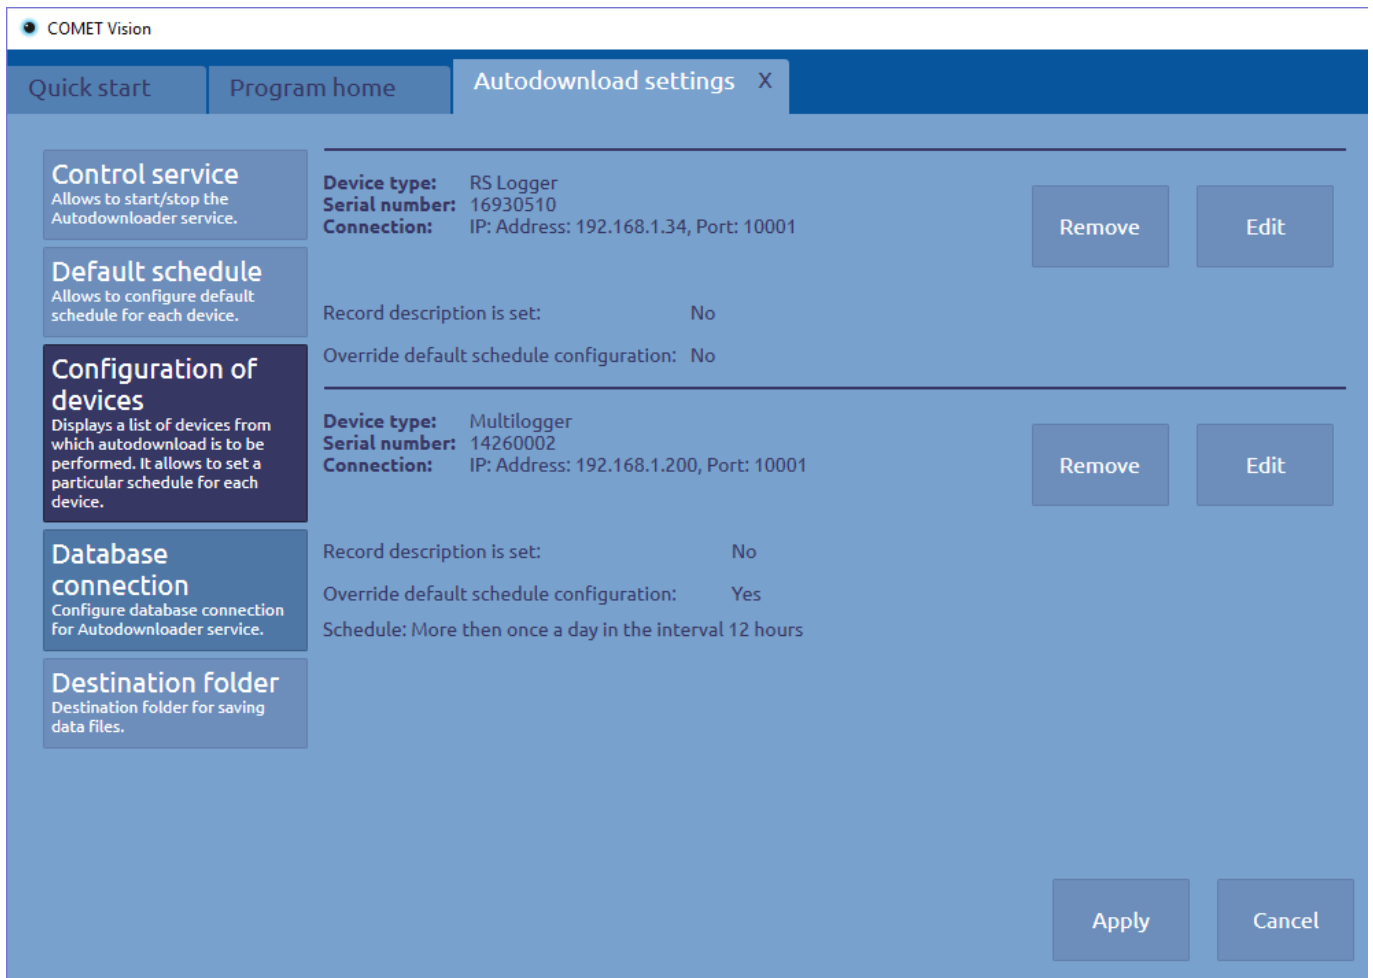 COMET Vision
Quick start
Program home
Autodownload settings X
Control service
Allows to start/stop the
Autodownloader service.
Default schedule
Allows to configure default
schedule for each device.
Configuration of
devices
Displays a list of devices from
which autodownload is to be
performed. It allows to set a
particular schedule for each
device.
Database
connection
Configure database connection
for Autodownloader service.
Destination folder
Destination folder for saving
data files.
Device type: RS Logger
Serial number: 16930510
Connection: IP: Address: 192.168.1.34, Port: 10001
Remove
Edit
Record description is set: No
Override default schedule configuration: No
Device type: Multilogger
Serial number: 14260002
Connection: IP: Address: 192.168.1.200, Port: 10001
Remove
Edit
Record description is set: No
Override default schedule configuration: Yes
Schedule: More then once a day in the interval 12 hours
Apply
Cancel